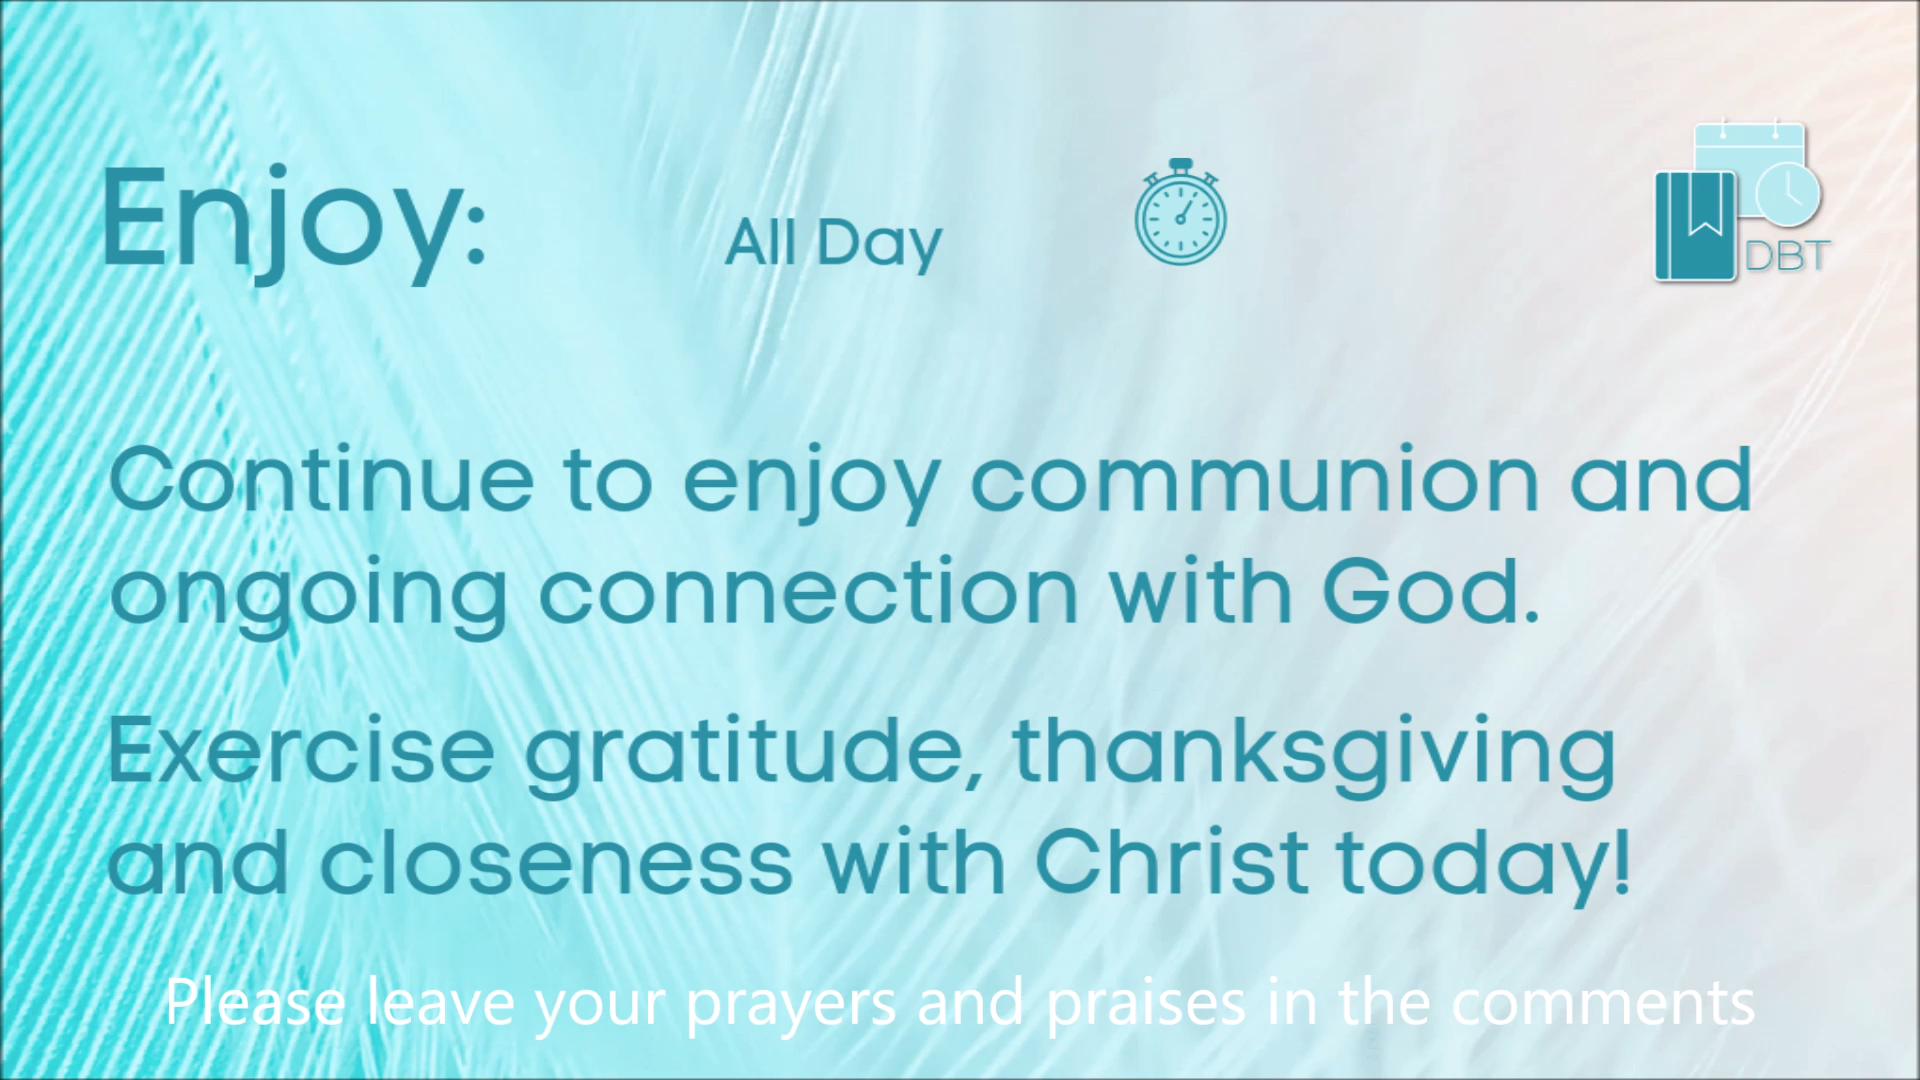 Enjoy:
All Day
DBT
Continue to enjoy communion and
ongoing connection with God.
Exercise gratitude, thanksgiving
and closeness with Christ today!
Please leave your prayers and praises in the comments